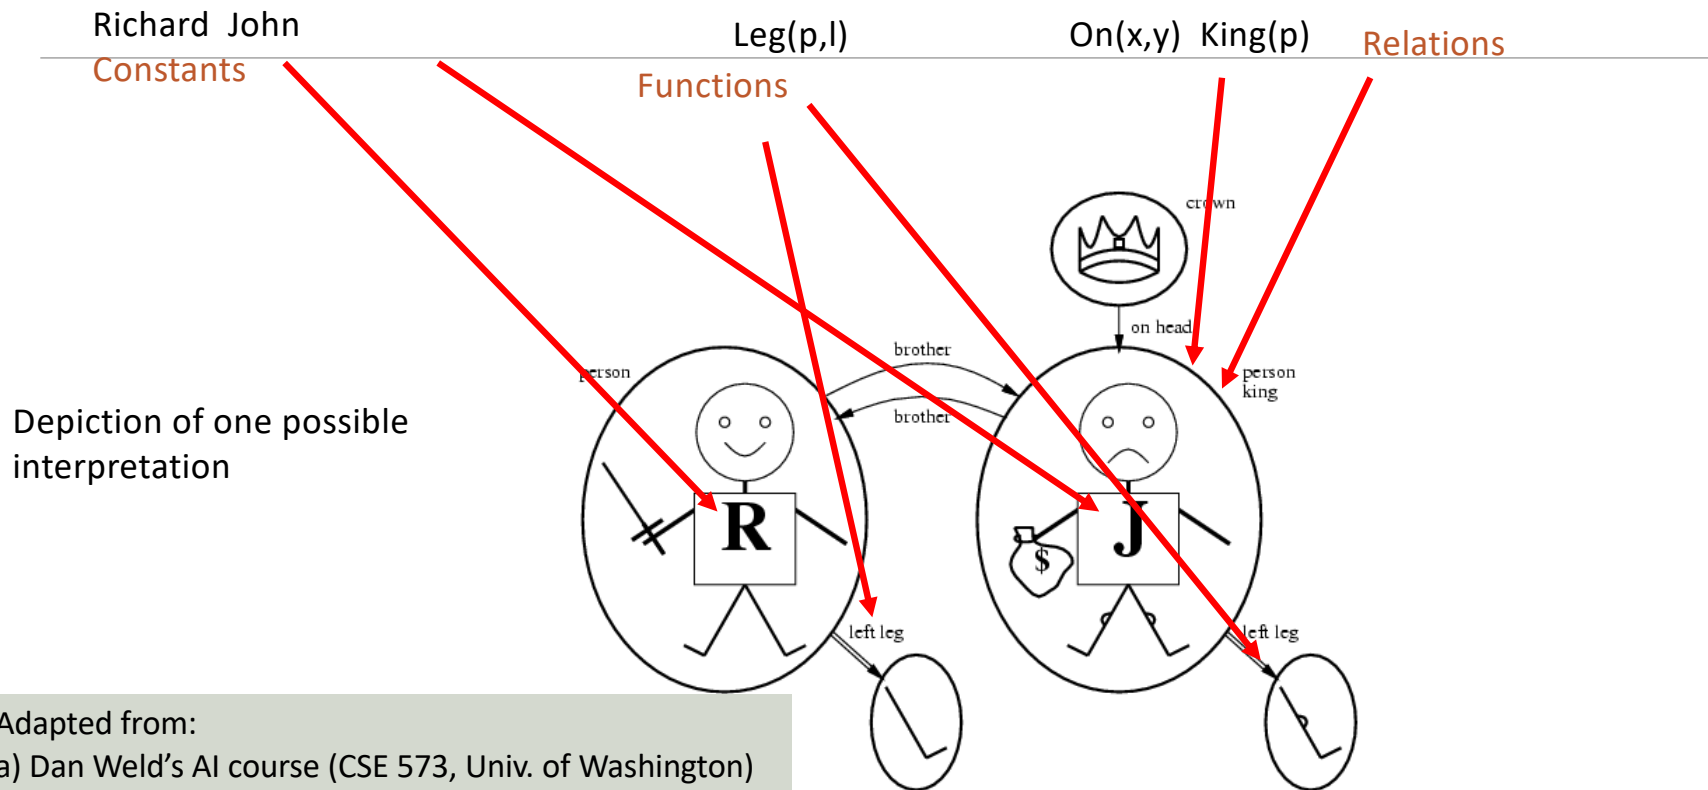 Richard John
Constants
Leg(p,l)
Functions
On(x,y) King(p)
Relations
crown
on head
brother
brother
person
person
king
Depiction of one possible
interpretation
R
J
$
left leg
left leg
Adapted from:
a) Dan Weld's AI course (CSE 573, Univ. of Washington)